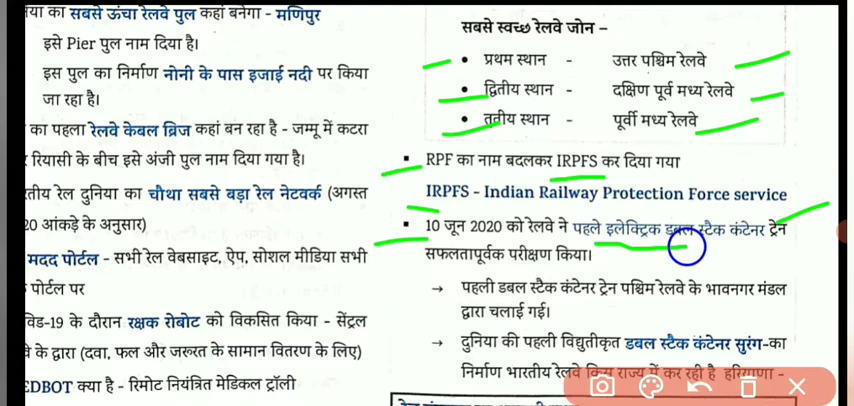 नया का सबसे ऊंचा रेलवे पुल कहां बनेगा - मणिपुर
इसे Pier पुल नाम दिया है।
इस पुल का निर्माण नोनी के पास इजाई नदी पर किया
जा रहा है।
का पहला रेलवे केबल ब्रिज कहां बन रहा है - जम्मू में कटरा
रियासी के बीच इसे अंजी पुल नाम दिया गया है।
तीय रेल दुनिया का चौथा सबसे बड़ा रेल नेटवर्क (अगस्त
20 आंकड़े के अनुसार)
मदद पोर्टल - सभी रेल वेबसाइट, ऐप, सोशल मीडिया सभी
पोर्टल पर
विड-19 के दौरान रक्षक रोबोट को विकसित किया - सेंट्रल
वे के द्वारा (दवा, फल और जरूरत के सामान वितरण के लिए)
EDBOT क्या है - रिमोट नियंत्रित मेडिकल ट्रॉली
सबसे स्वच्छ रेलवे जोन –
• प्रथम स्थान - उत्तर पश्चिम रेलवे
• द्वितीय स्थान - दक्षिण पूर्व मध्य रेलवे
• तृतीय स्थान - पूर्वी मध्य रेलवे
▪ RPF का नाम बदलकर IRPFS कर दिया गया
IRPFS - Indian Railway Protection Force service
▪ 10 जून 2020 को रेलवे ने पहले इलेक्ट्रिक डबल स्टैक कंटेनर ट्रेन
सफलतापूर्वक परीक्षण किया।
→ पहली डबल स्टैक कंटेनर ट्रेन पश्चिम रेलवे के भावनगर मंडल
द्वारा चलाई गई।
→ दुनिया की पहली विद्युतीकृत डबल स्टैक कंटेनर सुरंग-का
निर्माण भारतीय रेलवे किस राज्य में कर रही है हरियाणा -